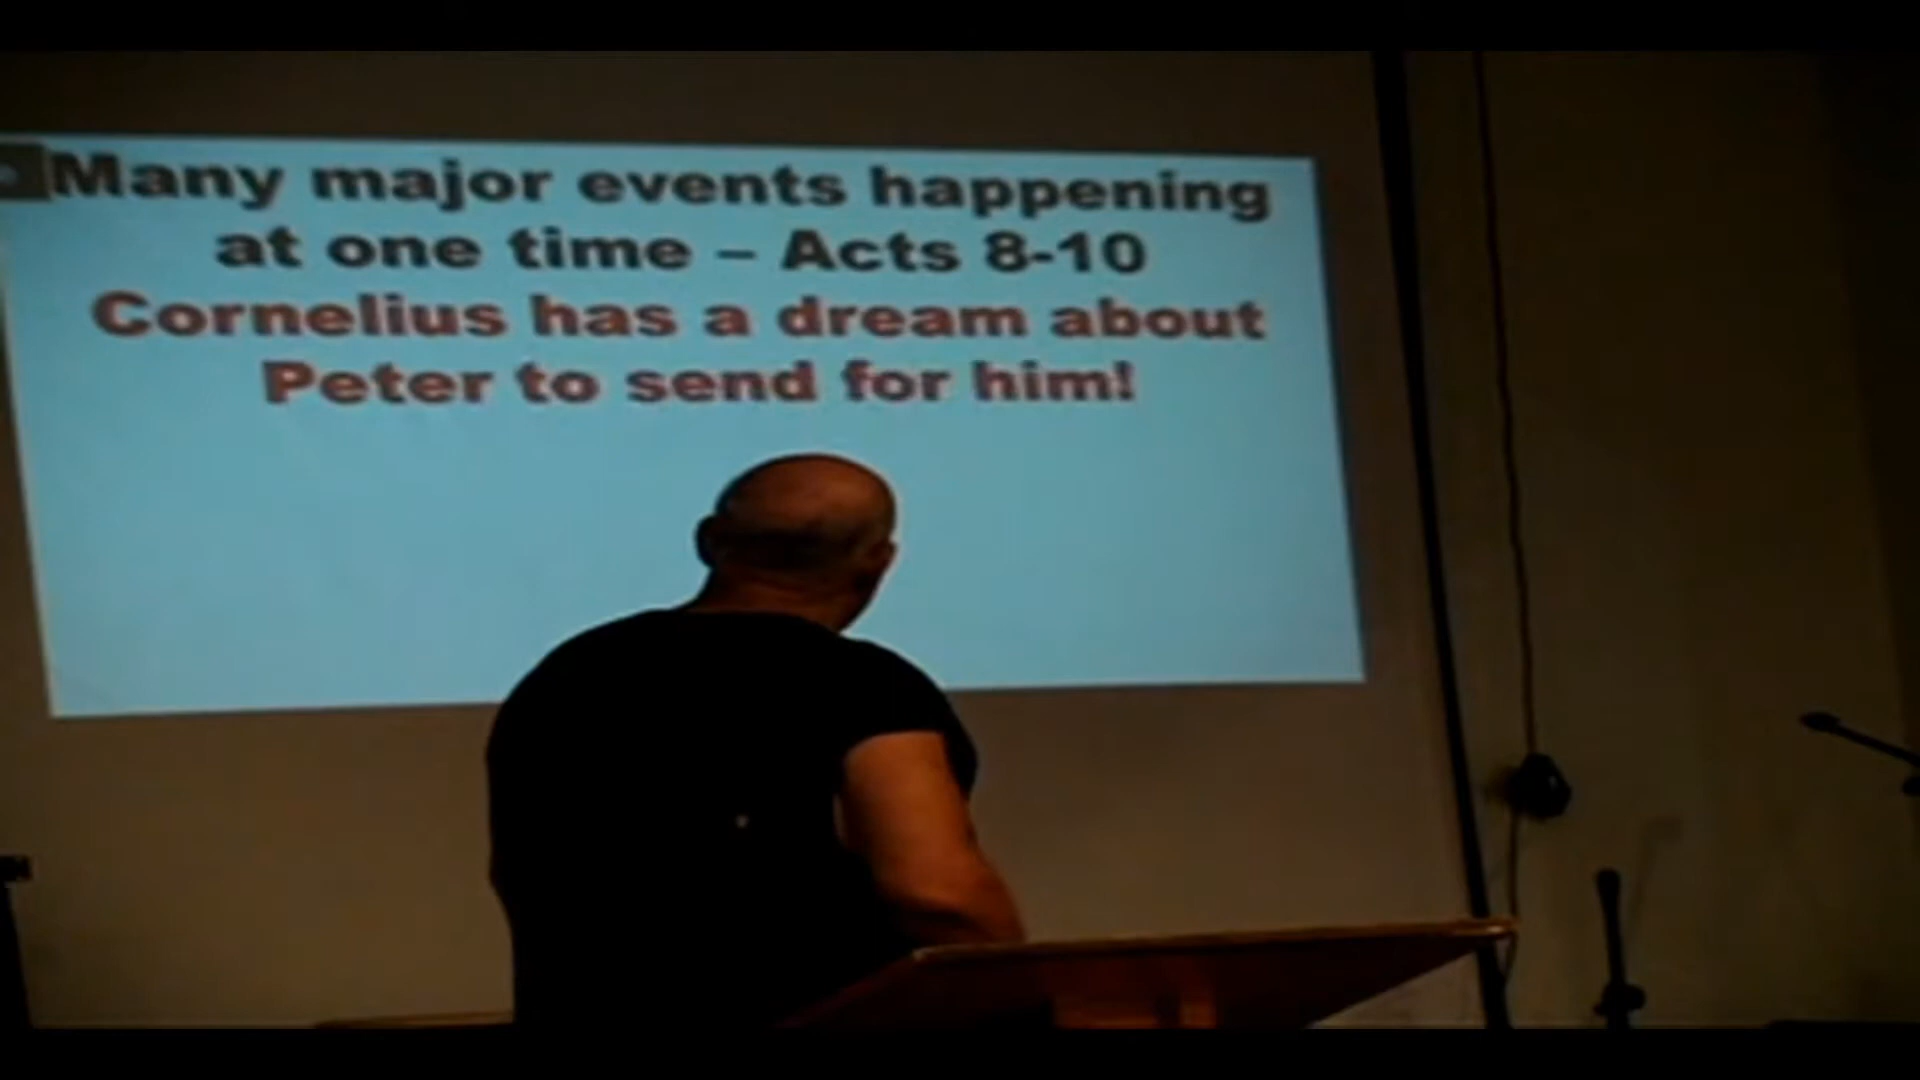 Many major events happening
at one time – Acts 8-10
Cornelius has a dream about
Peter to send for him!